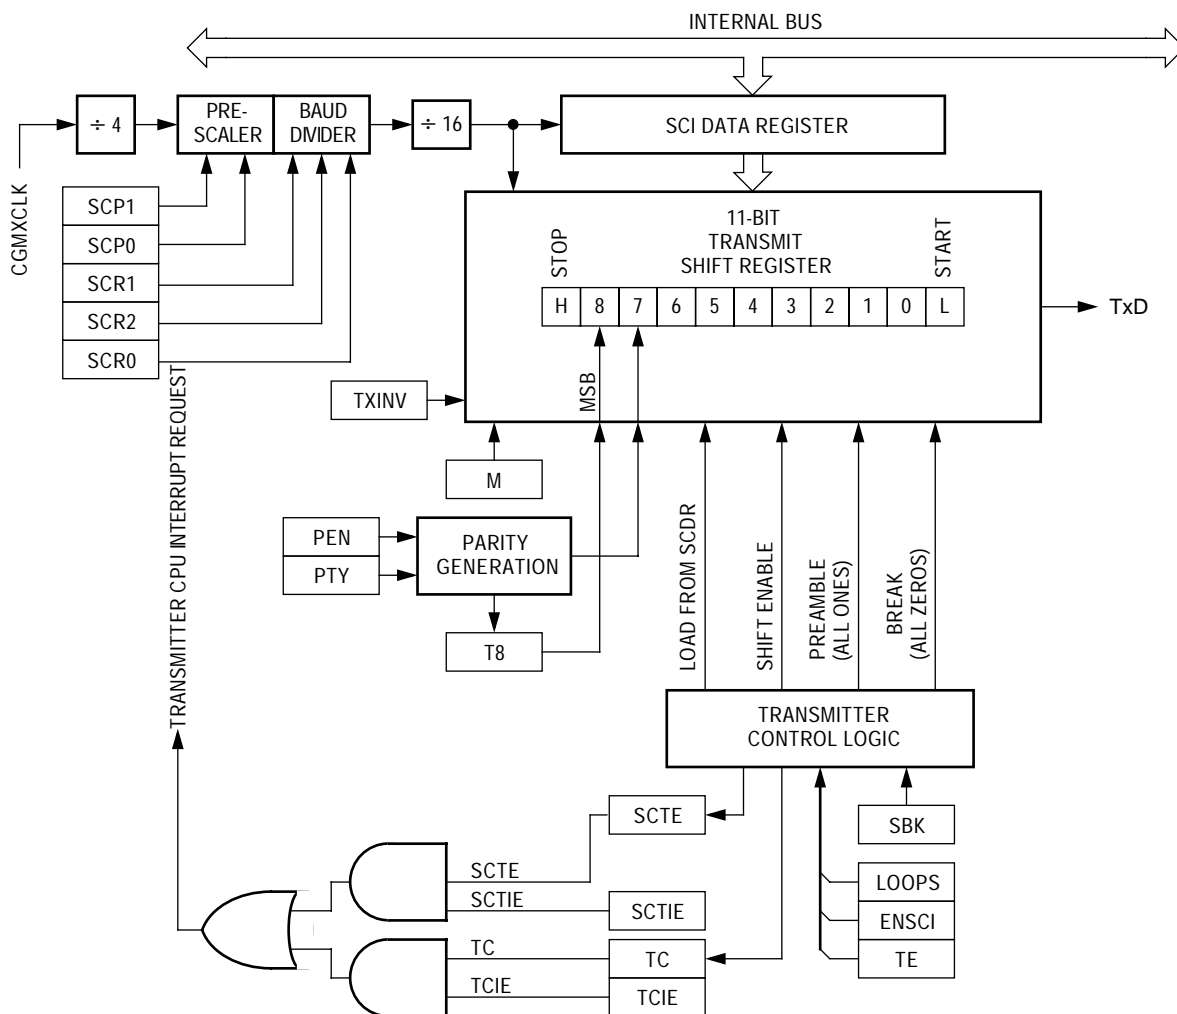 INTERNAL BUS
÷ 4
PRE-
SCALER
BAUD
DIVIDER
÷ 16
SCI DATA REGISTER
CGMXCLK
SCP1
SCP0
SCR1
SCR2
SCR0
11-BIT
TRANSMIT
SHIFT REGISTER
STOP
START
H 8 7 6 5 4 3 2 1 0 L
TxD
TXINV
MSB
M
TRANSMITTER CPU INTERRUPT REQUEST
PEN
PTY
PARITY
GENERATION
T8
LOAD FROM SCDR
SHIFT ENABLE
PREAMBLE
(ALL ONES)
BREAK
(ALL ZEROS)
TRANSMITTER
CONTROL LOGIC
SCTE
SBK
SCTE
SCTIE
SCTIE
LOOPS
ENSCI
TE
TC
TC
TCIE
TCIE